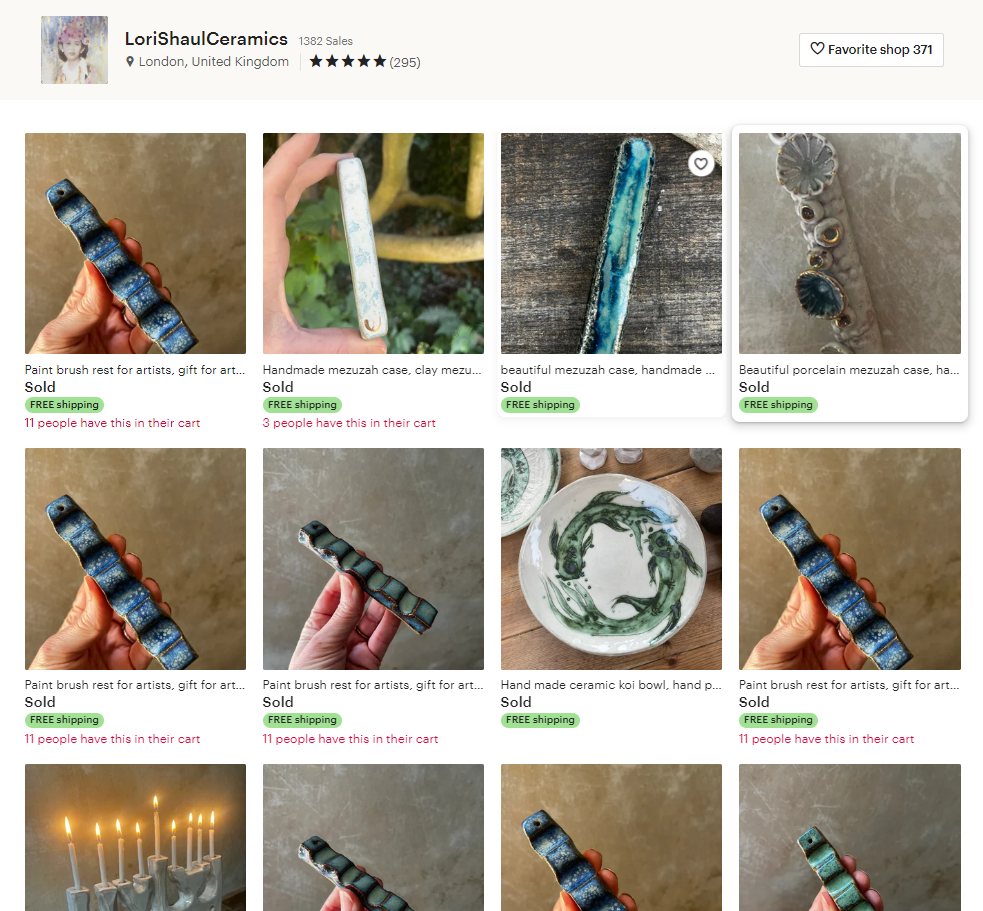 LoriShaulCeramics 1382 Sales
London, United Kingdom (295)
Favorite shop 371
Paint brush rest for artists, gift for art...
Sold
FREE shipping
11 people have this in their cart
Handmade mezuzah case, clay mezu...
Sold
FREE shipping
3 people have this in their cart
beautiful mezuzah case, handmade ...
Sold
FREE shipping
Beautiful porcelain mezuzah case, ha...
Sold
FREE shipping
Paint brush rest for artists, gift for art...
Sold
FREE shipping
11 people have this in their cart
Paint brush rest for artists, gift for art...
Sold
FREE shipping
11 people have this in their cart
Hand made ceramic koi bowl, hand p...
Sold
FREE shipping
Paint brush rest for artists, gift for art...
Sold
FREE shipping
11 people have this in their cart